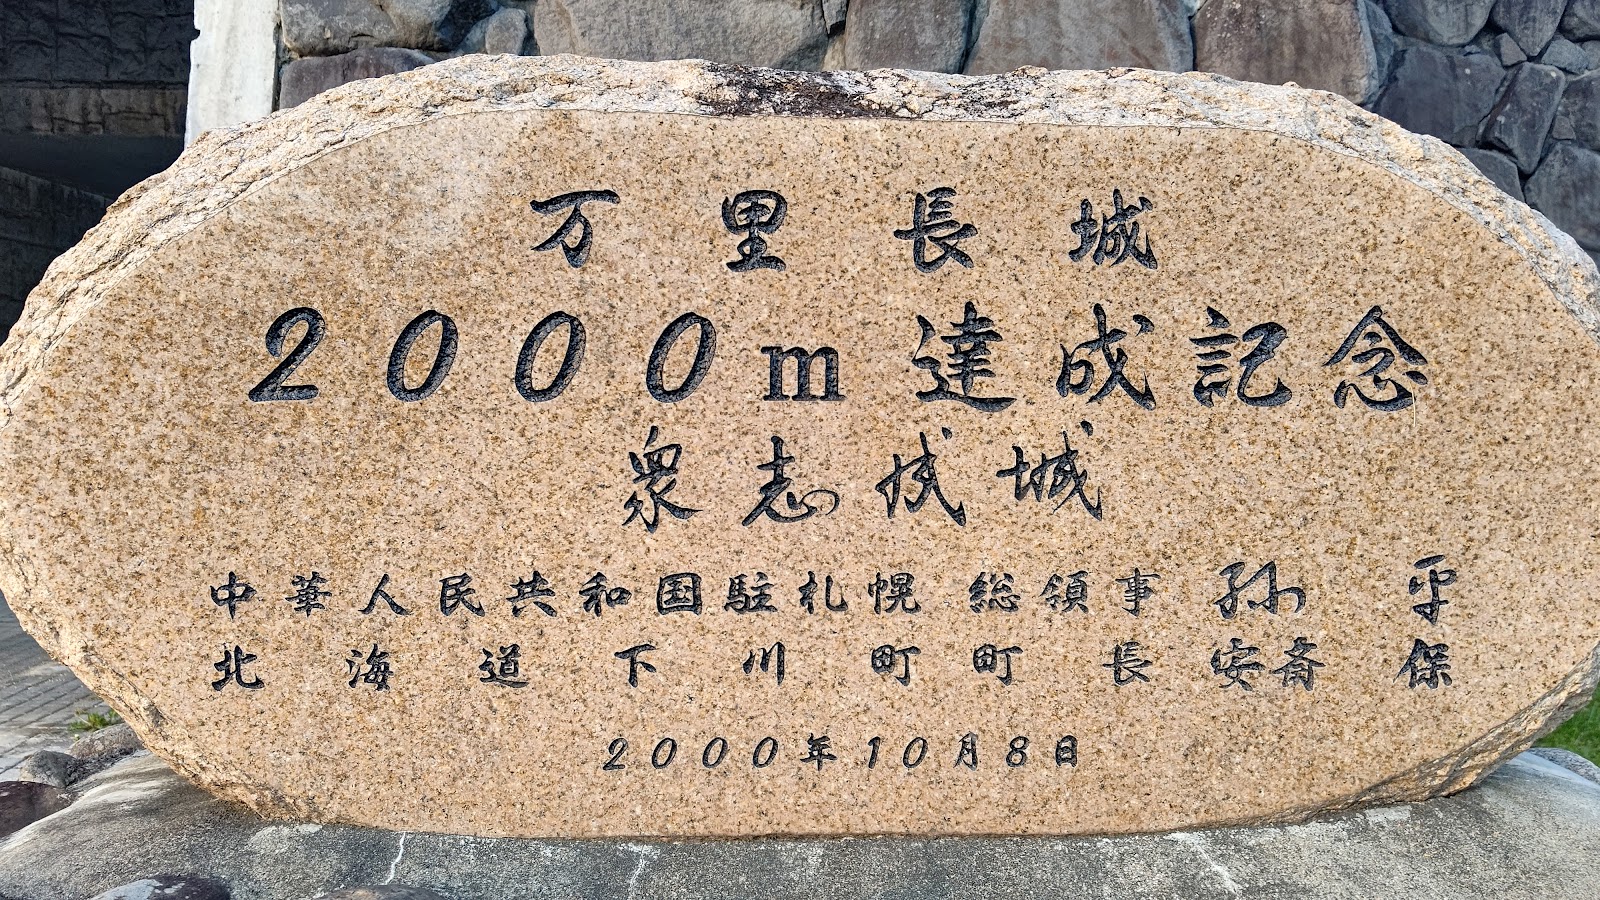 万里長城
2000m達成記念
衆志成城
中華人民共和国駐札幌総領事 孫平
北海道下川町町長 安斎保
2000年10月8日